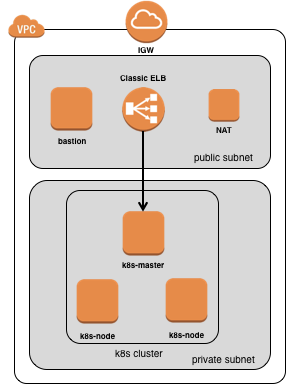 VPC
IGW
Classic ELB
bastion
NAT
public subnet
k8s-master
k8s-node
k8s-node
k8s cluster
private subnet